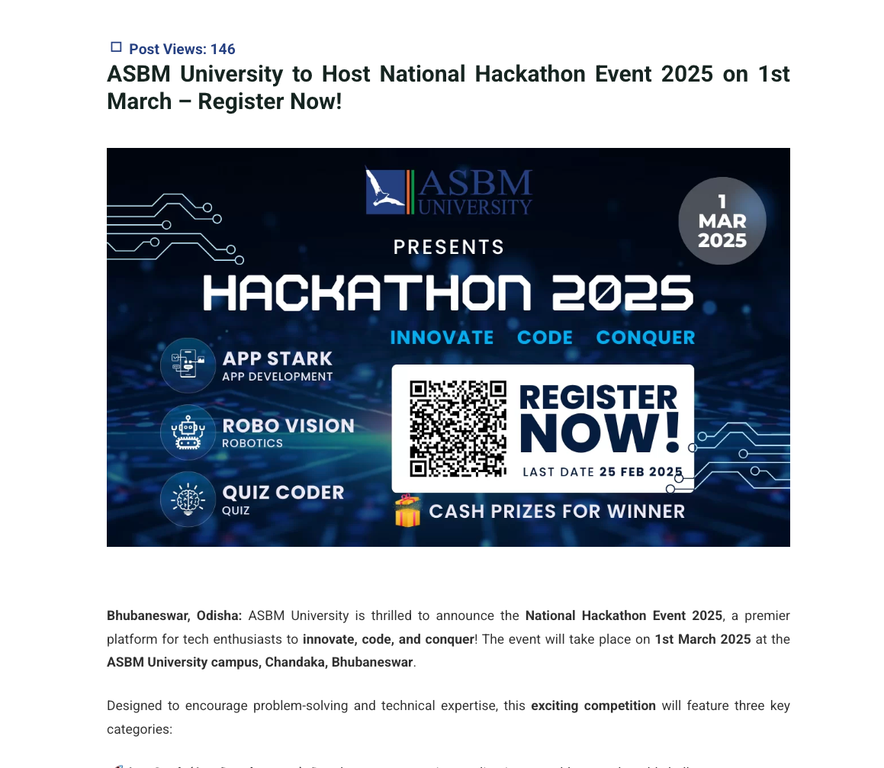 Post Views: 146
ASBM University to Host National Hackathon Event 2025 on 1st
March – Register Now!
ASBM
UNIVERSITY
1
MAR
2025
PRESENTS
HACKATHON 2025
INNOVATE CODE CONQUER
APP STARK
APP DEVELOPMENT
ROBO VISION
ROBOTICS
QUIZ CODER
QUIZ
REGISTER
NOW!
LAST DATE 25 FEB 2025
CASH PRIZES FOR WINNER
Bhubaneswar, Odisha: ASBM University is thrilled to announce the National Hackathon Event 2025, a premier
platform for tech enthusiasts to innovate, code, and conquer! The event will take place on 1st March 2025 at the
ASBM University campus, Chandaka, Bhubaneswar.
Designed to encourage problem-solving and technical expertise, this exciting competition will feature three key
categories: